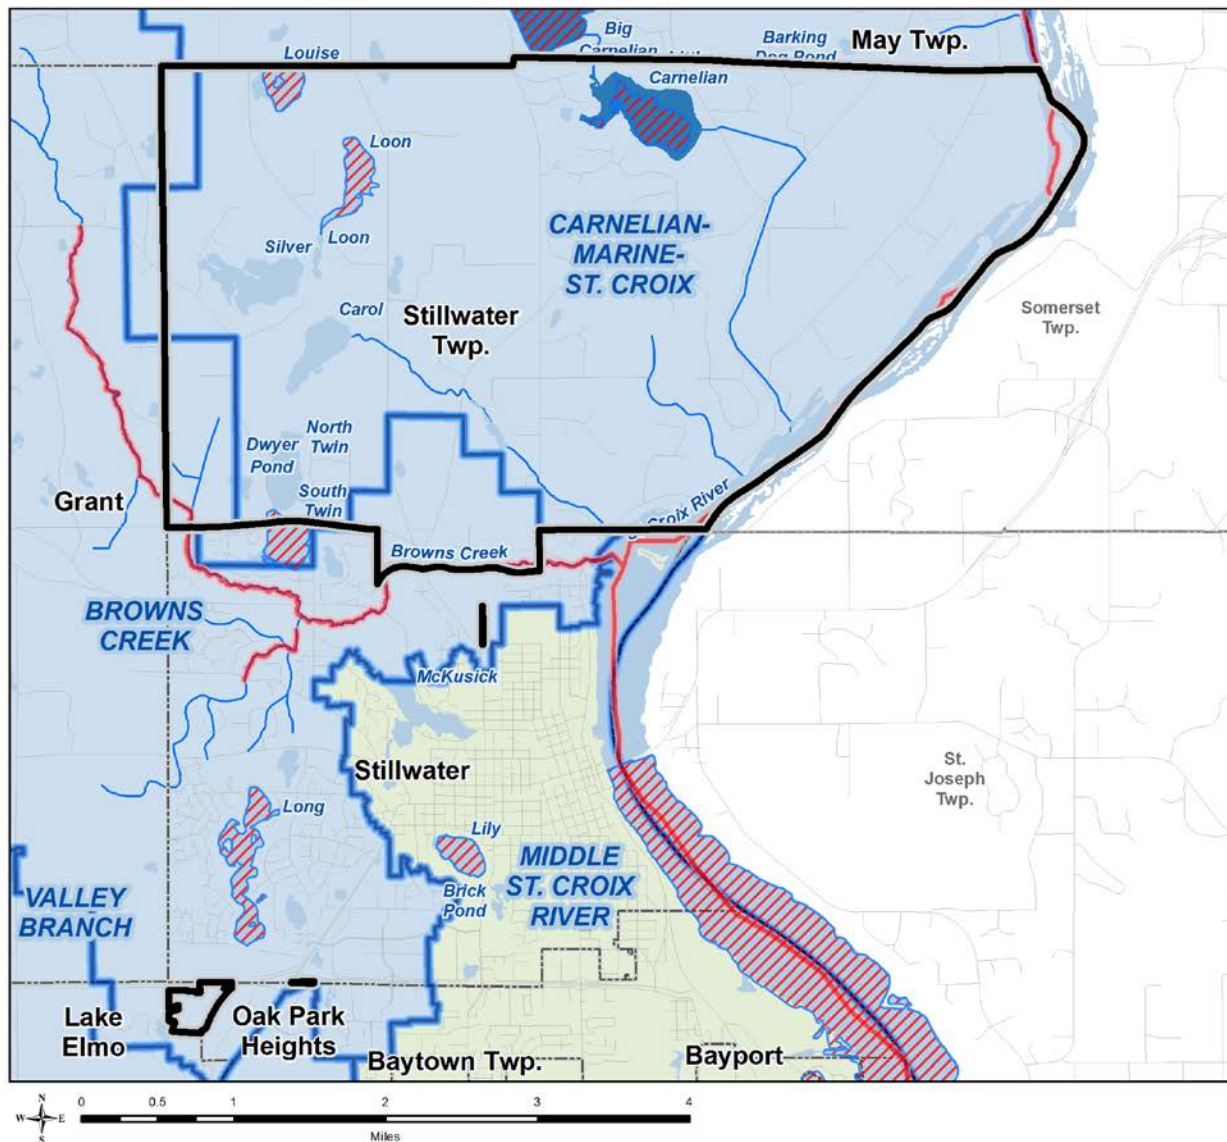 Big
Carnelian
Barking
Dog Pond
May Twp.
Louise
Carnelian
Loon
Silver
Loon
CARNELIAN-
MARINE-
ST. CROIX
Carol
Stillwater
Twp.
Somerset
Twp.
North
Twin
Dwyer
Pond
South
Twin
Grant
Croix River
Browns Creek
BROWNS
CREEK
McKusick
Stillwater
St.
Joseph
Twp.
Long
Lily
MIDDLE
ST. CROIX
RIVER
Brick
Pond
VALLEY
BRANCH
Lake
Elmo
Oak Park
Heights
Baytown Twp.
Bayport
N
W E
S
0 0.5 1 2 3 4
Miles